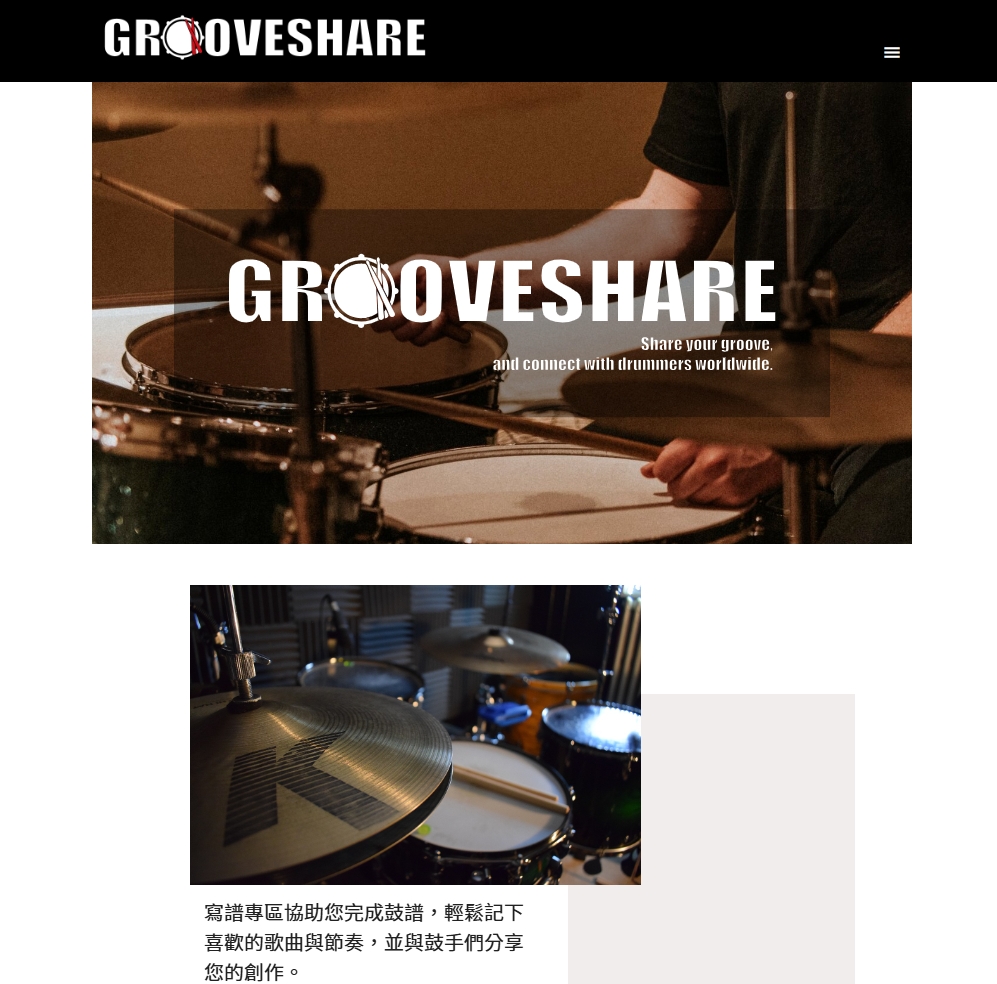 GROOVESHARE
GROOVESHARE
Share your groove,
and connect with drummers worldwide.
K
寫譜專區協助您完成鼓譜，輕鬆記下
喜歡的歌曲與節奏，並與鼓手們分享
您的創作。